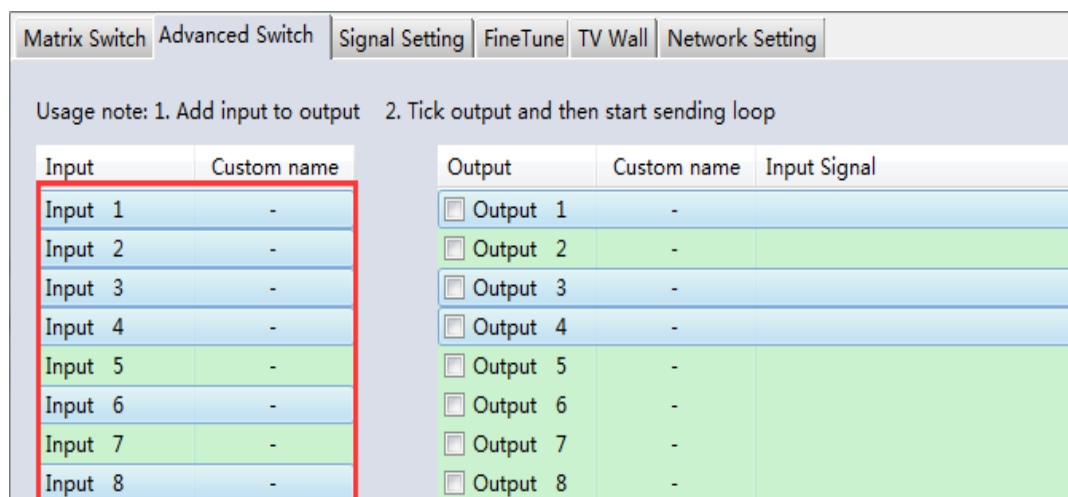 Matrix Switch Advanced Switch Signal Setting FineTune TV Wall Network Setting
Usage note: 1. Add input to output 2. Tick output and then start sending loop
Input Custom name Output Custom name Input Signal
Input 1 - Output 1 -
Input 2 - Output 2 -
Input 3 - Output 3 -
Input 4 - Output 4 -
Input 5 - Output 5 -
Input 6 - Output 6 -
Input 7 - Output 7 -
Input 8 - Output 8 -